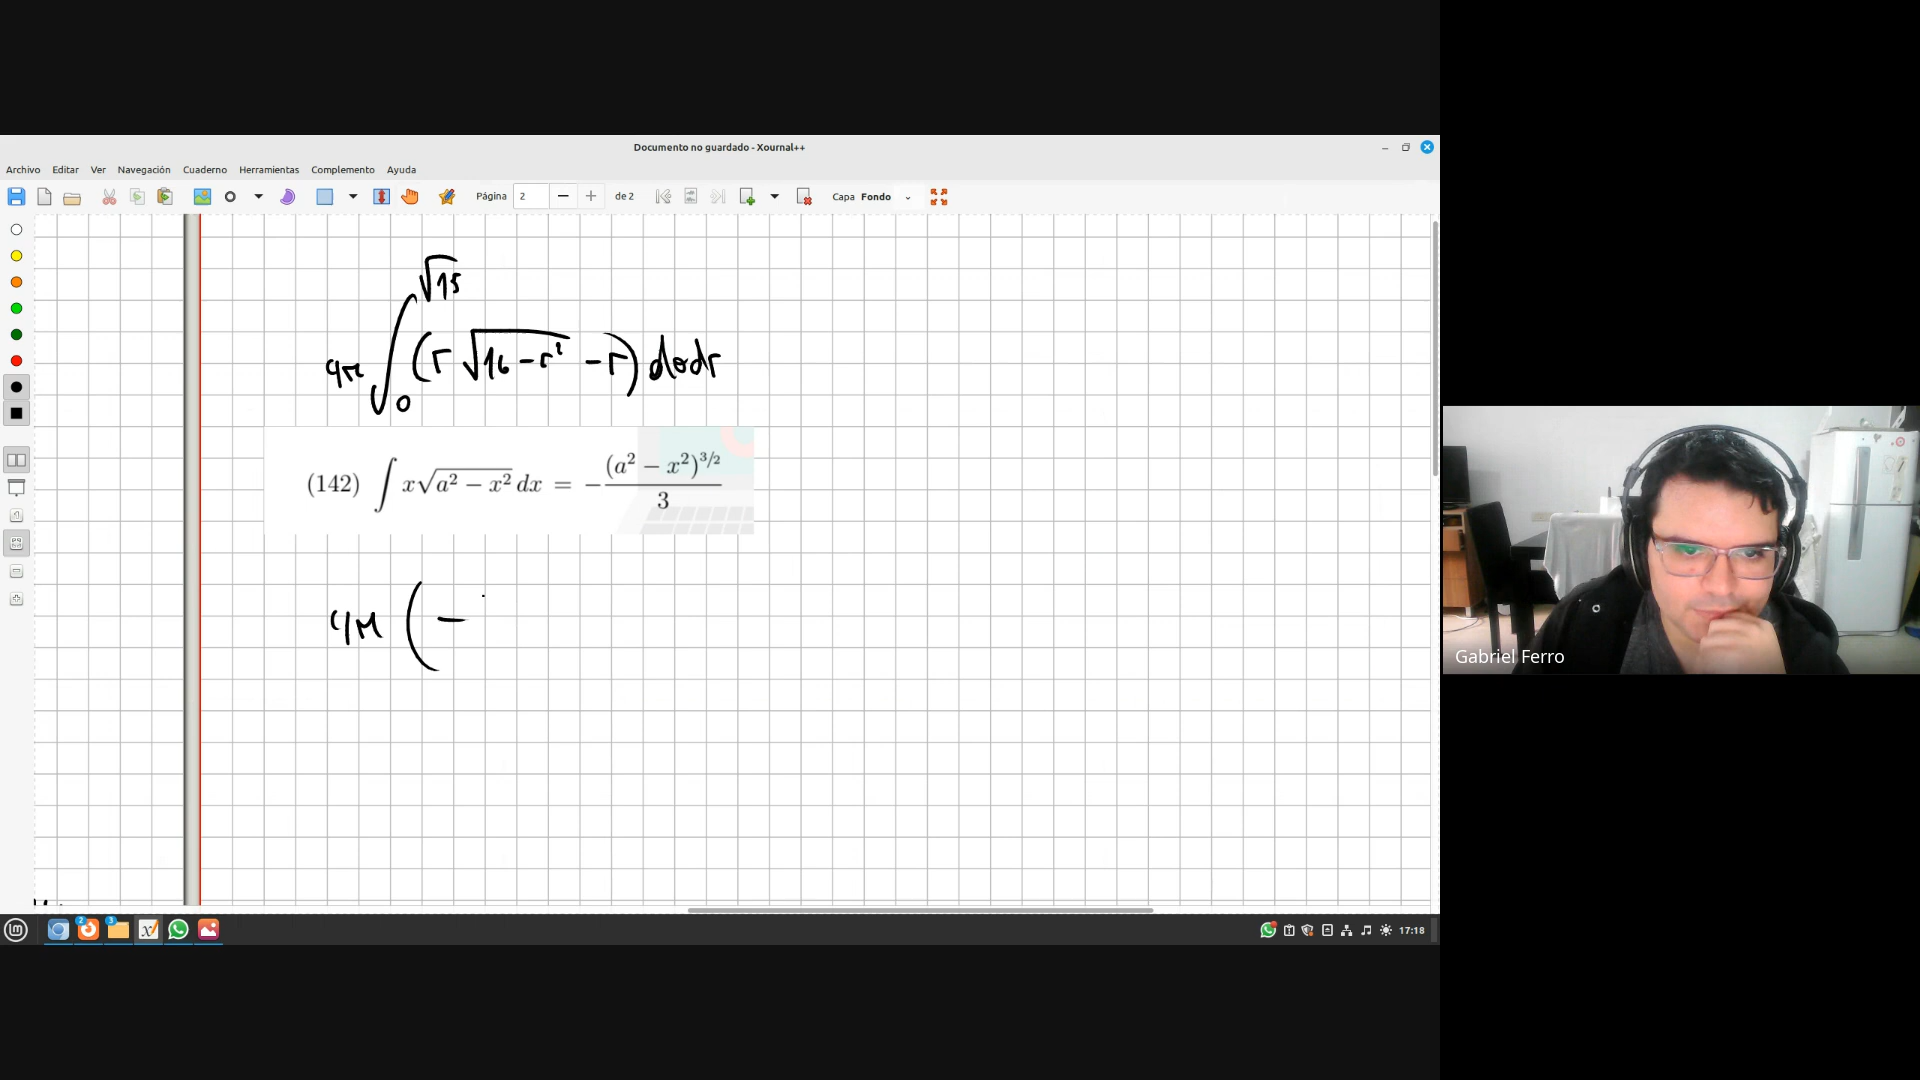 Documento no guardado - Xournal++
Archivo Editar Ver Navegación Cuaderno Herramientas Complemento Ayuda
Página 2 de 2 Capa Fondo
√15
4π ∫ (r √16 - r² - r) dθdr
0
(142) ∫ x√a² − x² dx = − (a² − x²)^3/2 / 3
4π ( −
Gabriel Ferro
2 3
17:18